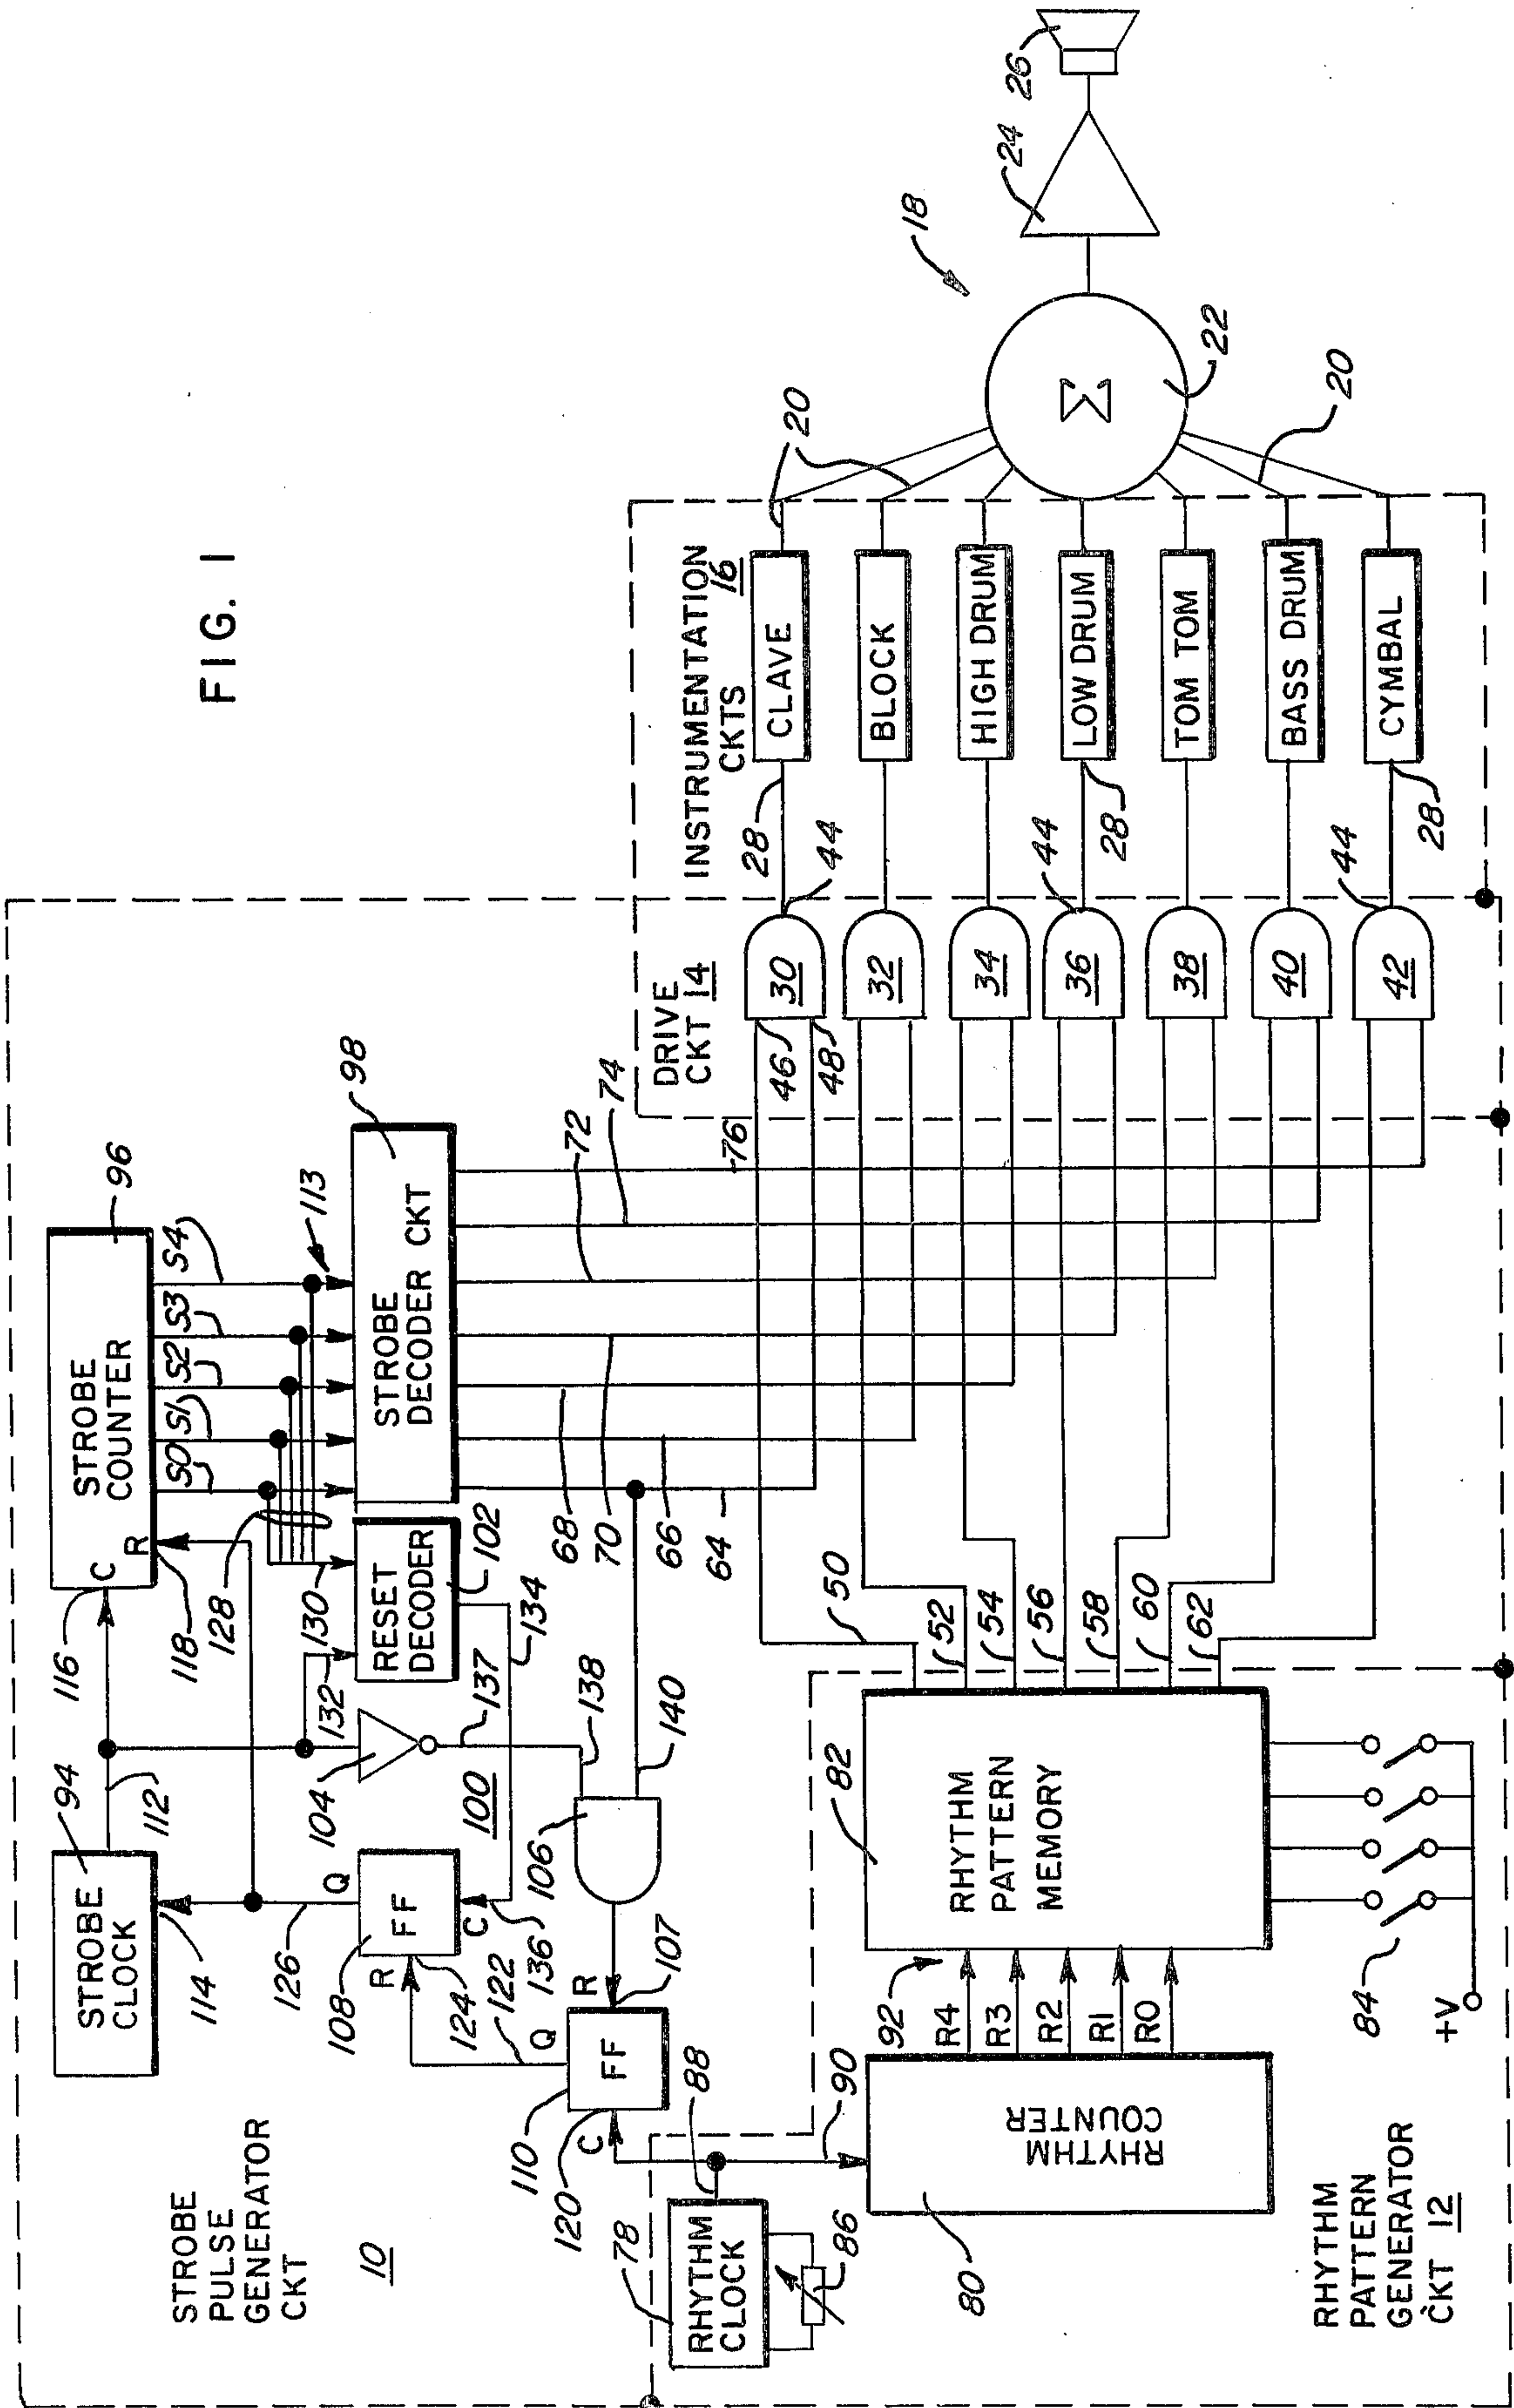 FIG. 1
STROBE
PULSE
GENERATOR
CKT
10
STROBE
CLOCK
94
112
114
116
C
R
118
STROBE
COUNTER
96
S0
S1
S2
S3
S4
113
128
130
132
RESET
DECODER
102
134
STROBE
DECODER CKT
98
126
Q
108
FF
R
124
C
136
122
100
104
137
138
140
106
107
R
Q
110
FF
C
120
68
70
66
64
72
74
76
78
RHYTHM
CLOCK
86
88
90
80
RHYTHM
COUNTER
92
R4
R3
R2
R1
R0
82
RHYTHM
PATTERN
MEMORY
84
+V
50
52
54
56
58
60
62
RHYTHM
PATTERN
GENERATOR
CKT 12
DRIVE
CKT 14
46
48
30
32
34
36
38
40
42
44
44
44
28
28
28
INSTRUMENTATION
CKTS 16
CLAVE
BLOCK
HIGH DRUM
LOW DRUM
TOM TOM
BASS DRUM
CYMBAL
20
20
Σ
22
18
24
26